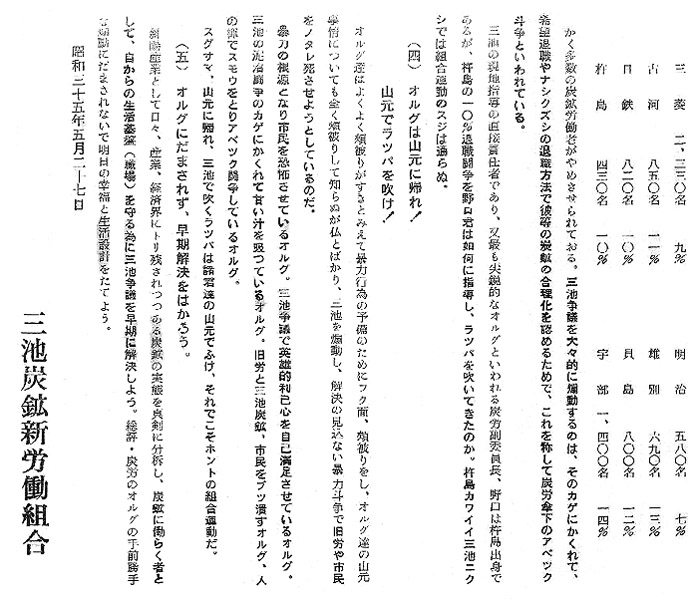 三菱 二、二三〇名 九% 明治 五八〇名 七%
古河 八五〇名 一一% 雄別 六九〇名 一三%
日鉄 八二〇名 一〇% 貝島 八〇〇名 一二%
杵島 四三〇名 一〇% 宇部 一、四〇〇名 一四%
かく多数の炭鉱労働者がやめさせられておる。三池争議を大々的に煽動するのは、そのカゲにかくれて、
希望退職やナシクズシの退職方法で彼等の炭鉱の合理化を認めるためで、これを称して炭労傘下のアベック
斗争といわれている。
三池の現地指導の直接責任者であり、又最も尖鋭的なオルグといわれる炭労副委員長、野口は杵島出身で
あるが、杵島の一〇%退職闘争を野口君は如何に指導し、ラッパを吹いてきたのか。杵島カワイイ三池ニク
シでは組合運動のスジは通らぬ。
(四) オルグは山元に帰れ!
山元でラッパを吹け!
オルグ達はよくよく頬被りがすきとみえて暴力行為の予備のためにフク面、頬被りをし、オルグ達の山元
事情についても全く頬被りして知らぬが仏とばかり、三池を煽動し、解決の見込ない暴力斗争で旧労や市民
をノタレ死させようとしているのだ。
暴力の根源となり市民を恐怖させているオルグ。三池争議で英雄的利己心を自己満足させているオルグ。
三池の泥沼闘争のカゲにかくれて甘い汁を吸つているオルグ。旧労と三池炭鉱、市民をブッ潰すオルグ、人
の褌でスモウをとりアベック闘争しているオルグ。
スグサマ、山元に帰れ、三池で吹くラッパは諸君達の山元でふけ、それでこそホントの組合運動だ。
(五) オルグにだまされず、早期解決をはかろう。
斜陽産業として日々、産業、経済界にトリ残されつつある炭鉱の実態を真剣に分析し、炭鉱に働らく者と
して、自からの生活基盤(職場)を守る為に三池争議を早期に解決しよう。総評・炭労のオルグの手前勝手
な煽動にだまされないで明日の幸福と生活設計をたてよう。
昭和三十五年五月二十七日
三池炭鉱新労働組合